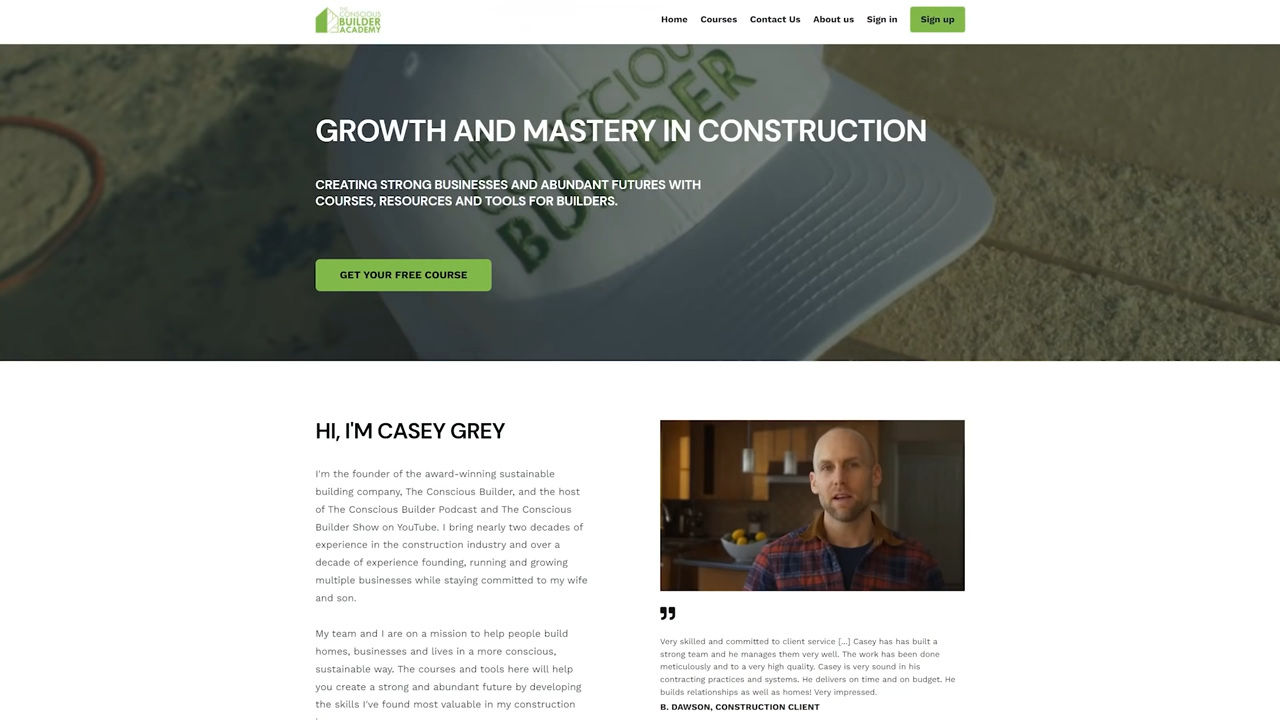 THE
CONSCIOUS
BUILDER
ACADEMY
Home
Courses
Contact Us
About us
Sign in
Sign up
THE
CONSCIOUS
BUILDER
GROWTH AND MASTERY IN CONSTRUCTION
CREATING STRONG BUSINESSES AND ABUNDANT FUTURES WITH
COURSES, RESOURCES AND TOOLS FOR BUILDERS.
GET YOUR FREE COURSE
HI, I'M CASEY GREY
I'm the founder of the award-winning sustainable
building company, The Conscious Builder, and the host
of The Conscious Builder Podcast and The Conscious
Builder Show on YouTube. I bring nearly two decades of
experience in the construction industry and over a
decade of experience founding, running and growing
multiple businesses while staying committed to my wife
and son.
My team and I are on a mission to help people build
homes, businesses and lives in a more conscious,
sustainable way. The courses and tools here will help
you create a strong and abundant future by developing
the skills I've found most valuable in my construction
Very skilled and committed to client service [...] Casey has has built a
strong team and he manages them very well. The work has been done
meticulously and to a very high quality. Casey is very sound in his
contracting practices and systems. He delivers on time and on budget. He
builds relationships as well as homes! Very impressed.
B. DAWSON, CONSTRUCTION CLIENT